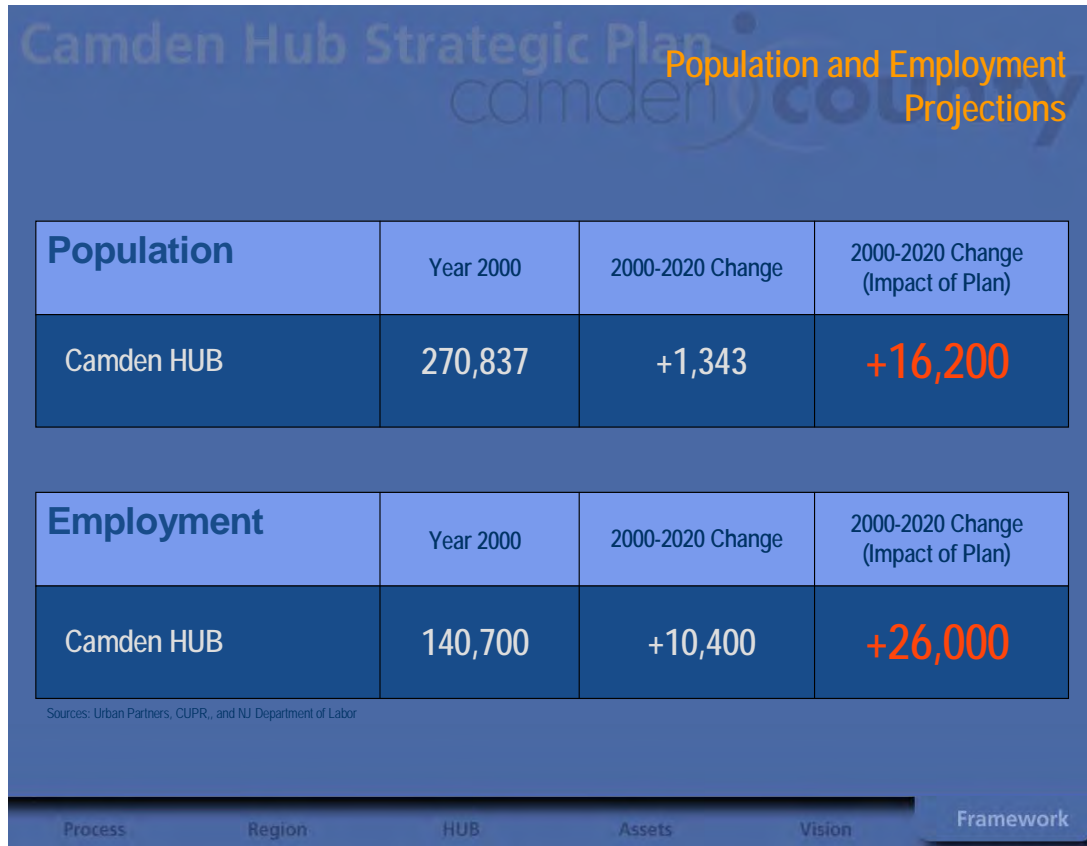 Camden Hub Strategic Plan
camden county
Population and Employment
Projections
Population
Year 2000
2000-2020 Change
2000-2020 Change
(Impact of Plan)
Camden HUB
270,837
+1,343
+16,200
Employment
Year 2000
2000-2020 Change
2000-2020 Change
(Impact of Plan)
Camden HUB
140,700
+10,400
+26,000
Sources: Urban Partners, CUPR,, and NJ Department of Labor
Process
Region
HUB
Assets
Vision
Framework